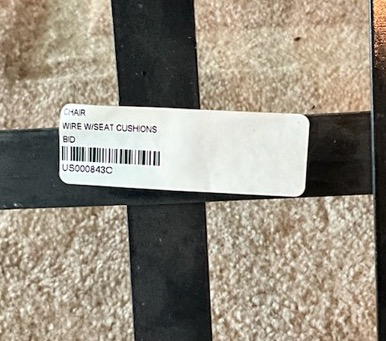 CHAIR
WIRE W/SEAT CUSHIONS
BID
US000843C